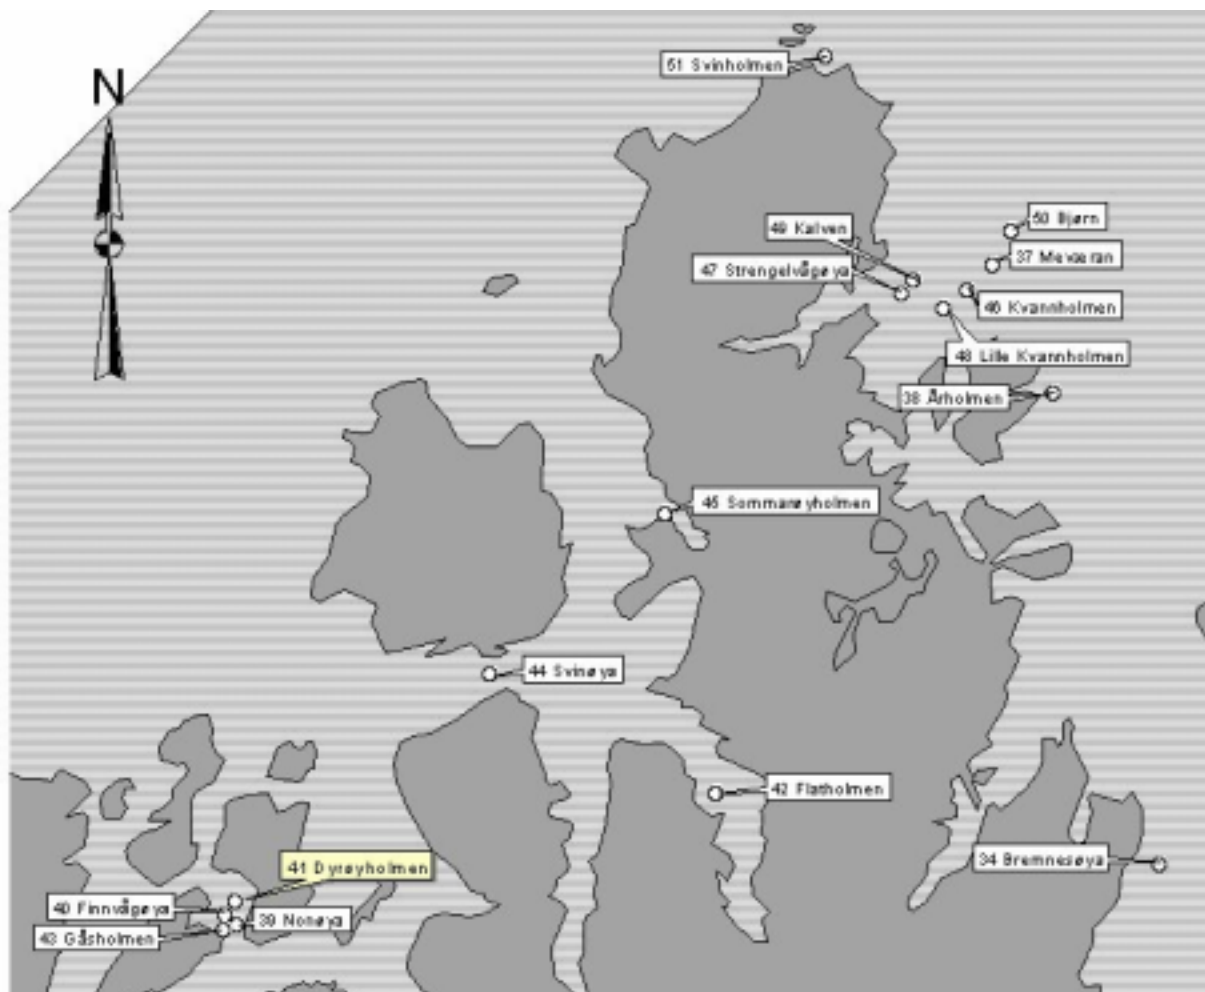 51 Svinholmen
N
50 Bjørn
49 Kalven
37 Meværan
47 Strengelvågøya
46 Kvannholmen
48 Lille Kvannholmen
38 Årholmen
45 Sommarøyholmen
44 Svinøya
42 Flatholmen
34 Bremnesøya
41 Dyrøyholmen
40 Finnvågøya
39 Nonøya
43 Gåsholmen